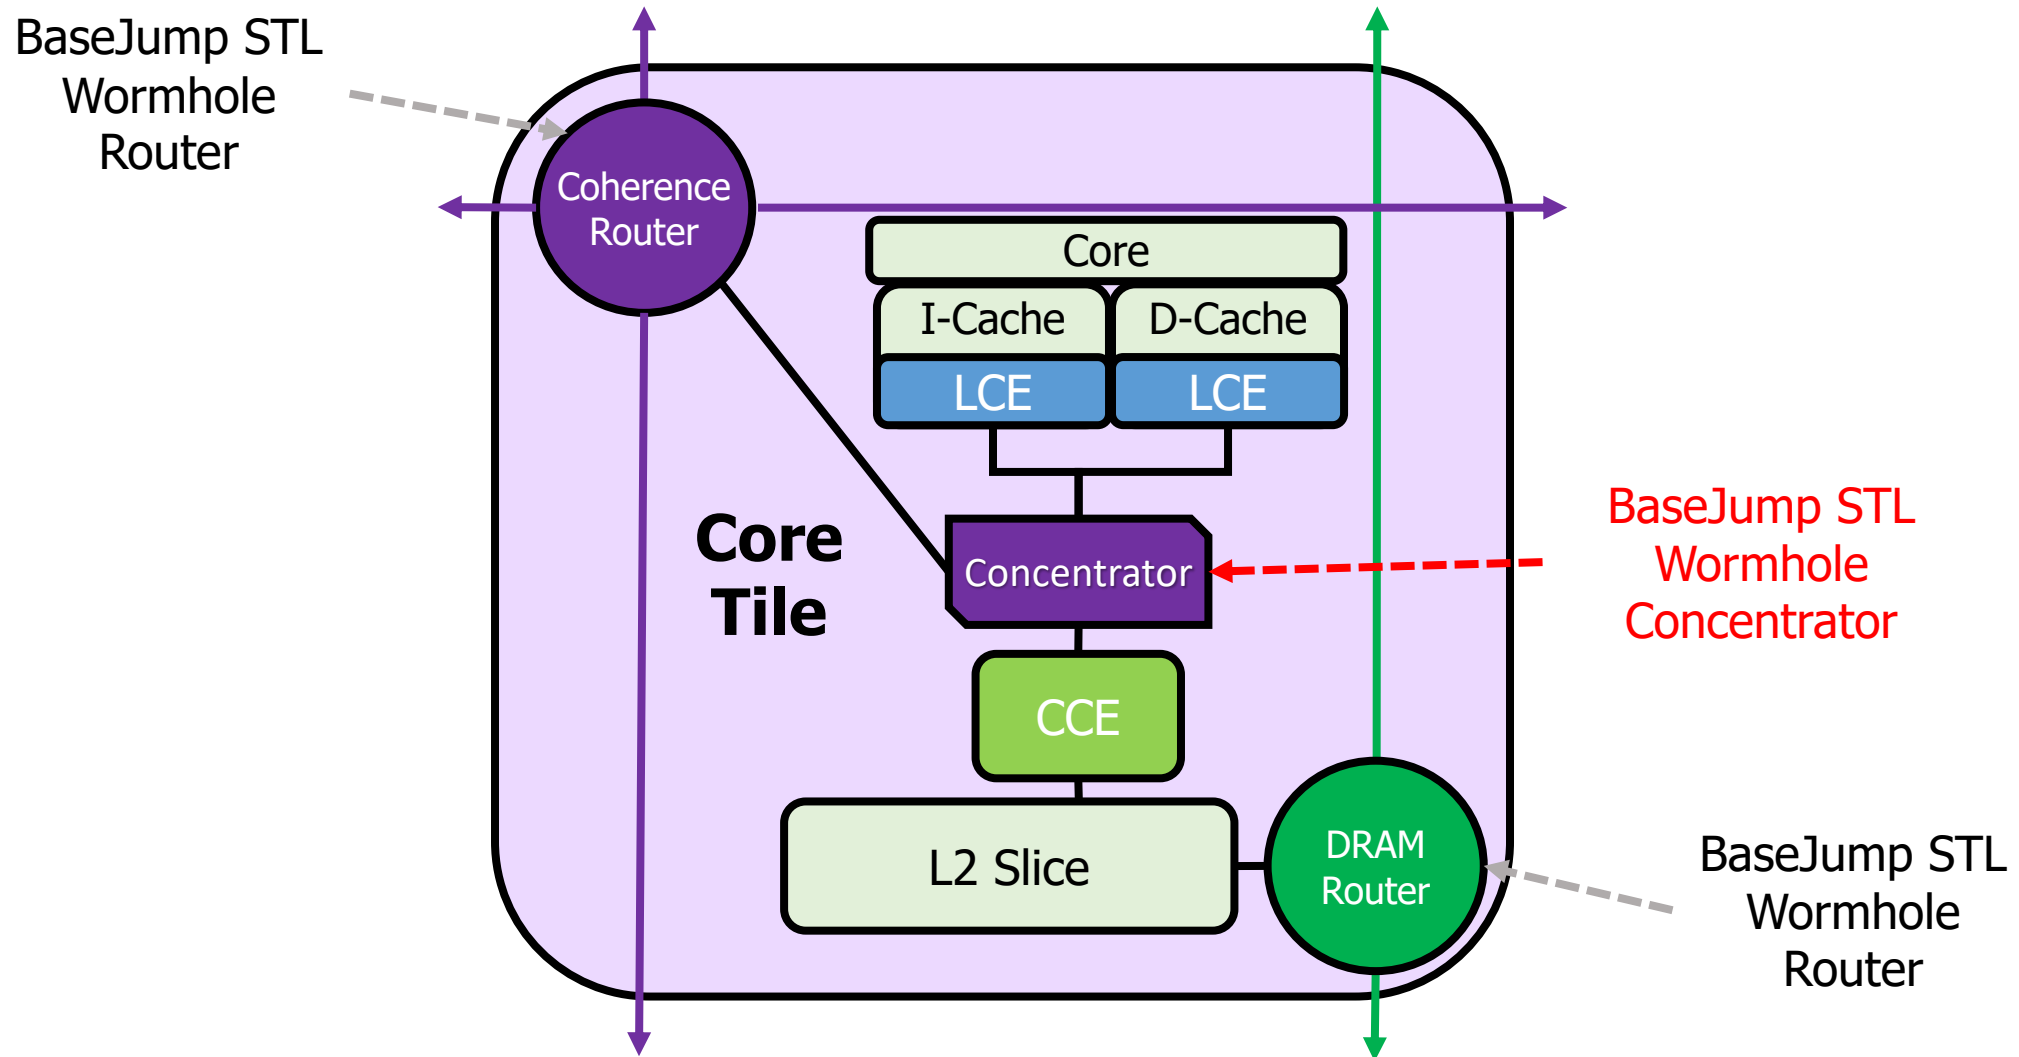 BaseJump STL
Wormhole
Router
Coherence
Router
Core
I-Cache
D-Cache
LCE
LCE
Core
Tile
Concentrator
BaseJump STL
Wormhole
Concentrator
CCE
L2 Slice
DRAM
Router
BaseJump STL
Wormhole
Router